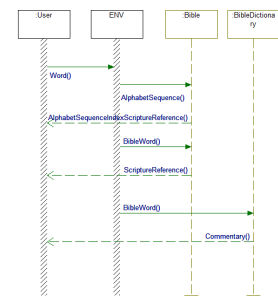 :User
ENV
:Bible
:BibleDictiona
ry
Word()
AlphabetSequence()
AlphabetSequenceIndexScriptureReference()
BibleWord()
ScriptureReference()
BibleWord()
Commentary()